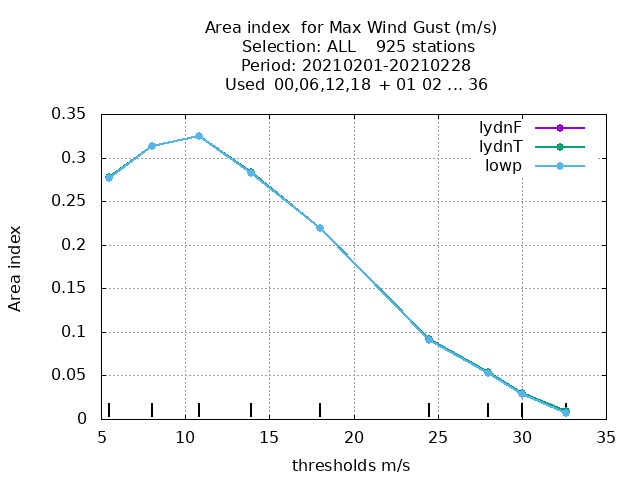 Area index  for Max Wind Gust (m/s)
Selection: ALL    925 stations
Period: 20210201-20210228
Used  00,06,12,18  + 01 02 ... 36
lydnF
lydnT
lowp
0.35
0.3
0.25
0.2
0.15
0.1
0.05
0
Area index
5 10 15 20 25 30 35
thresholds m/s